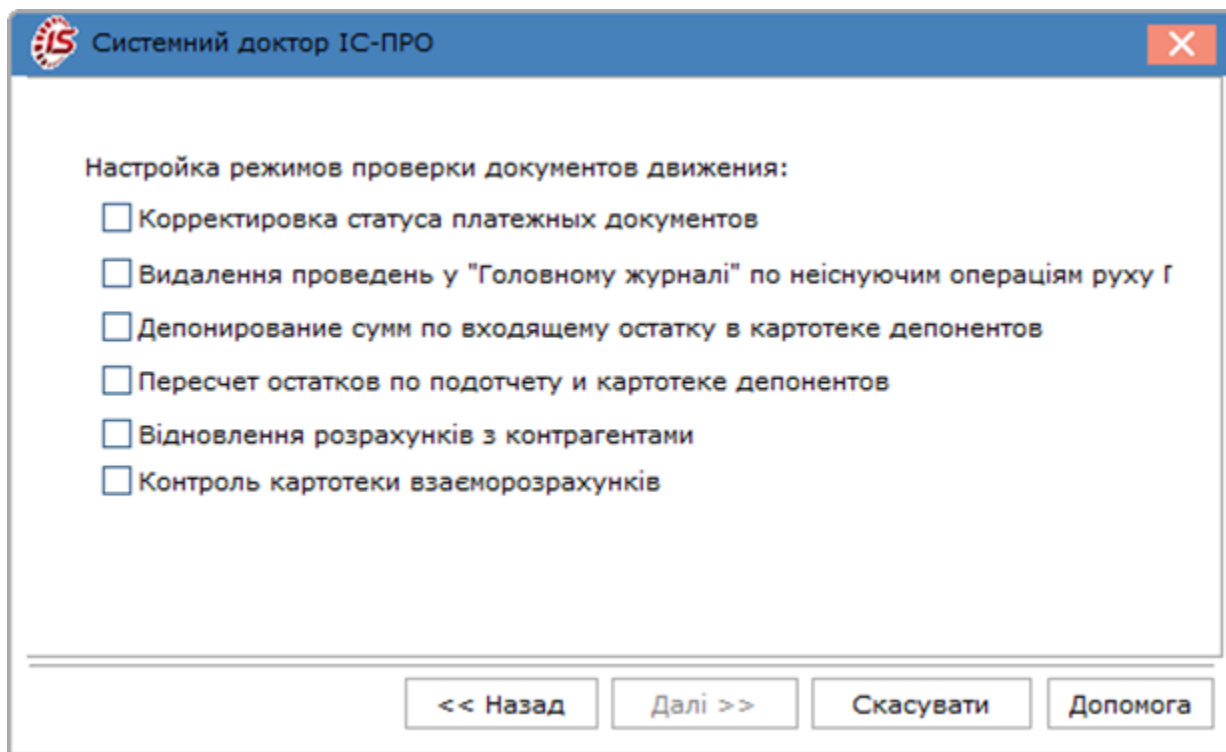 Системний доктор ІС-ПРО
Настройка режимов проверки документов движения:
Корректировка статуса платежных документов
Видалення проведень у "Головному журналі" по неіснуючим операціям руху
Депонирование сумм по входящему остатку в картотеке депонентов
Пересчет остатков по подотчету и картотеке депонентов
Відновлення розрахунків з контрагентами
Контроль картотеки взаєморозрахунків
<< Назад Далі >> Скасувати Допомога